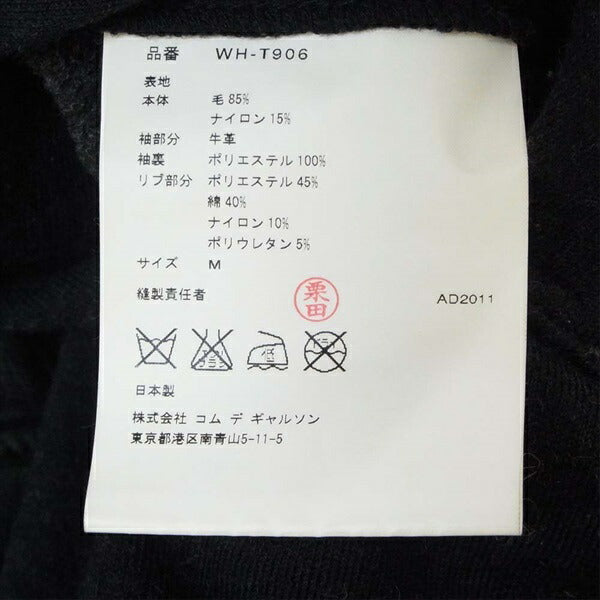 品番 WH-T906
表地
本体 毛 85%
ナイロン 15%
袖部分 牛革
袖裏 ポリエステル 100%
リブ部分 ポリエステル 45%
綿 40%
ナイロン 10%
ポリウレタン 5%
サイズ M
縫製責任者 栗田 AD2011
日本製
株式会社 コム デ ギャルソン
東京都港区南青山5-11-5